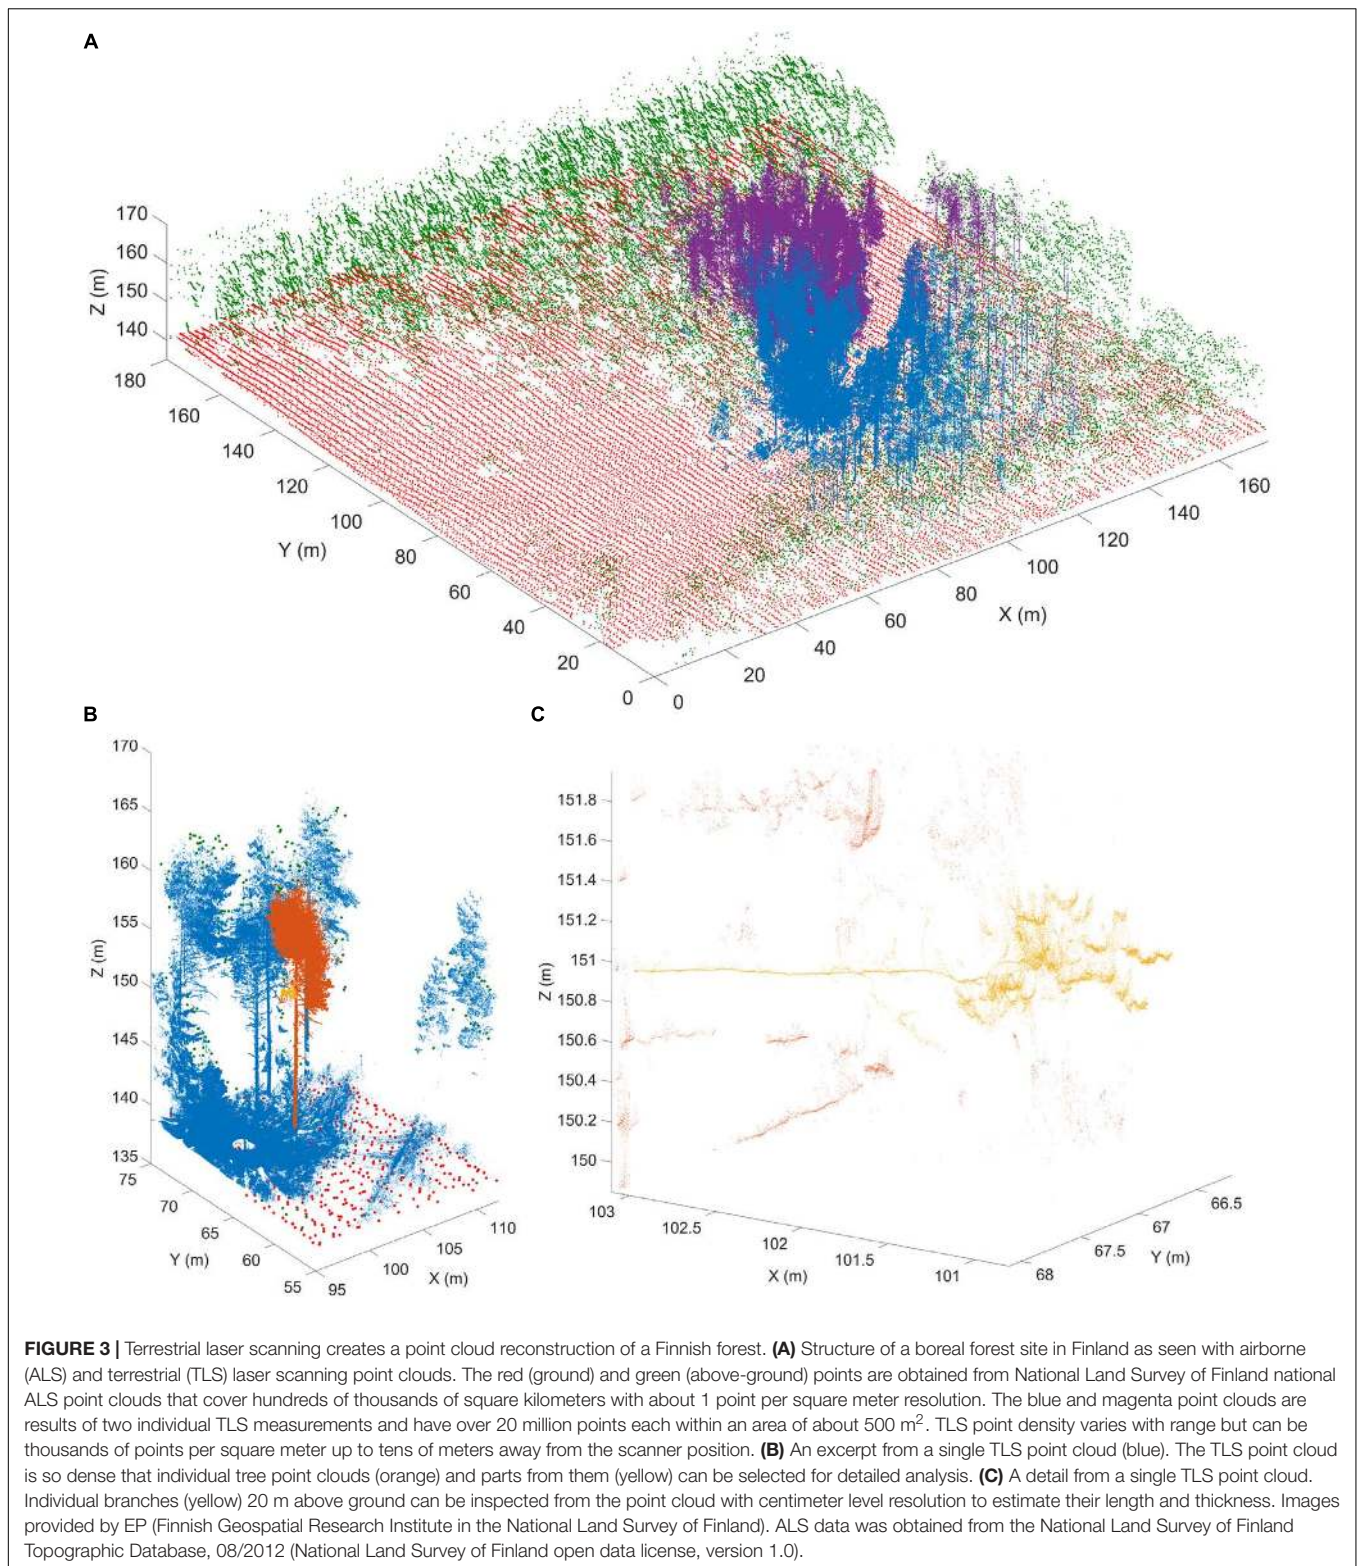 A
170
160
150
140
Z (m)
180
160
140
120
100
80
60
40
20
0
Y (m)
0
20
40
60
80
100
120
140
160
X (m)
B
170
165
160
155
150
145
140
135
Z (m)
75
70
65
60
55
Y (m)
95
100
105
110
X (m)
C
151.8
151.6
151.4
151.2
151
150.8
150.6
150.4
150.2
150
Z (m)
103
102.5
102
101.5
101
X (m)
68
67.5
67
66.5
Y (m)
FIGURE 3 | Terrestrial laser scanning creates a point cloud reconstruction of a Finnish forest. (A) Structure of a boreal forest site in Finland as seen with airborne
(ALS) and terrestrial (TLS) laser scanning point clouds. The red (ground) and green (above-ground) points are obtained from National Land Survey of Finland national
ALS point clouds that cover hundreds of thousands of square kilometers with about 1 point per square meter resolution. The blue and magenta point clouds are
results of two individual TLS measurements and have over 20 million points each within an area of about 500 m². TLS point density varies with range but can be
thousands of points per square meter up to tens of meters away from the scanner position. (B) An excerpt from a single TLS point cloud (blue). The TLS point cloud
is so dense that individual tree point clouds (orange) and parts from them (yellow) can be selected for detailed analysis. (C) A detail from a single TLS point cloud.
Individual branches (yellow) 20 m above ground can be inspected from the point cloud with centimeter level resolution to estimate their length and thickness. Images
provided by EP (Finnish Geospatial Research Institute in the National Land Survey of Finland). ALS data was obtained from the National Land Survey of Finland
Topographic Database, 08/2012 (National Land Survey of Finland open data license, version 1.0).